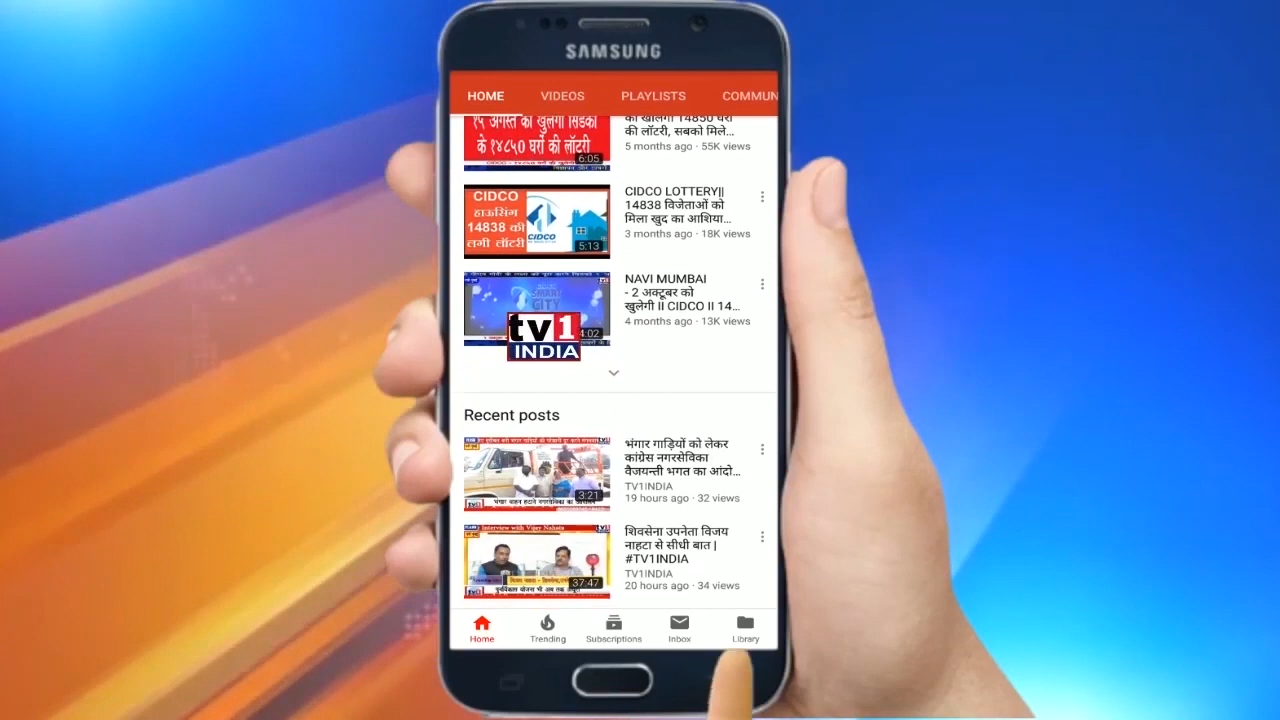 SAMSUNG
HOME VIDEOS PLAYLISTS COMMUN
के १४८५० घरों की लॉटरी
6:05
की लॉटरी, सबको मिले...
5 months ago · 55K views
CIDCO
हाऊसिंग
14838 की
लगी लॉटरी
CIDCO
5:13
CIDCO LOTTERY||
14838 विजेताओं को
मिला खुद का आशिया...
3 months ago · 18K views
SMART
CITY
4:02
NAVI MUMBAI
- 2 अक्टूबर को
खुलेगी II CIDCO II 14...
4 months ago · 13K views
tv1
INDIA
Recent posts
3:21
भंगार गाड़ियों को लेकर
कांग्रेस नगरसेविका
वैजयन्ती भगत का आंदो...
TV1INDIA
19 hours ago · 32 views
Interview with Vijay Nahata
37:47
शिवसेना उपनेता विजय
नाहटा से सीधी बात |
#TV1INDIA
TV1INDIA
20 hours ago · 34 views
Home Trending Subscriptions Inbox Library